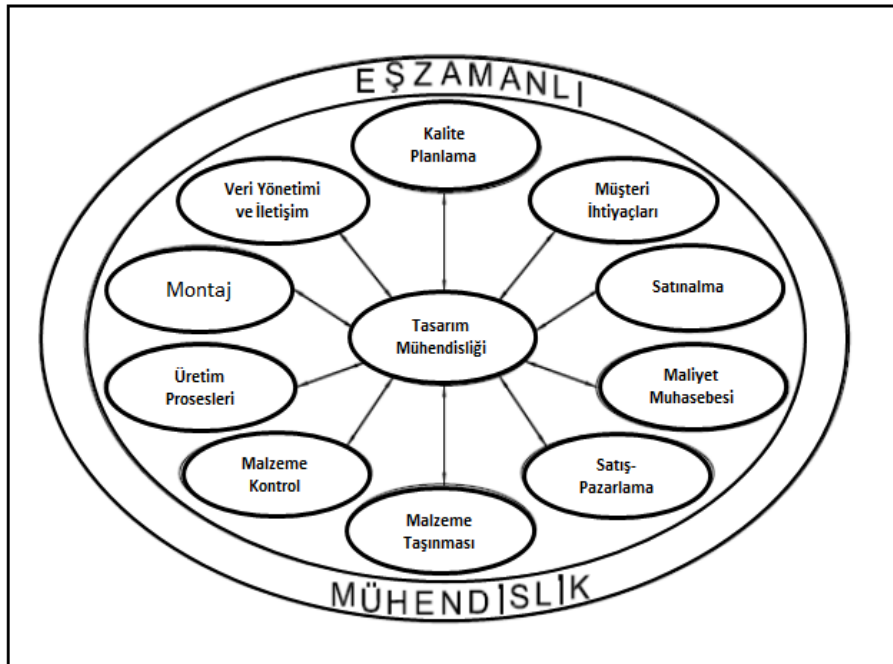 EŞZAMANLI
Kalite
Planlama
Veri Yönetimi
ve İletişim
Müşteri
İhtiyaçları
Montaj
Satınalma
Tasarım
Mühendisliği
Üretim
Prosesleri
Maliyet
Muhasebesi
Malzeme
Kontrol
Satış-
Pazarlama
Malzeme
Taşınması
MÜHENDİSLİK